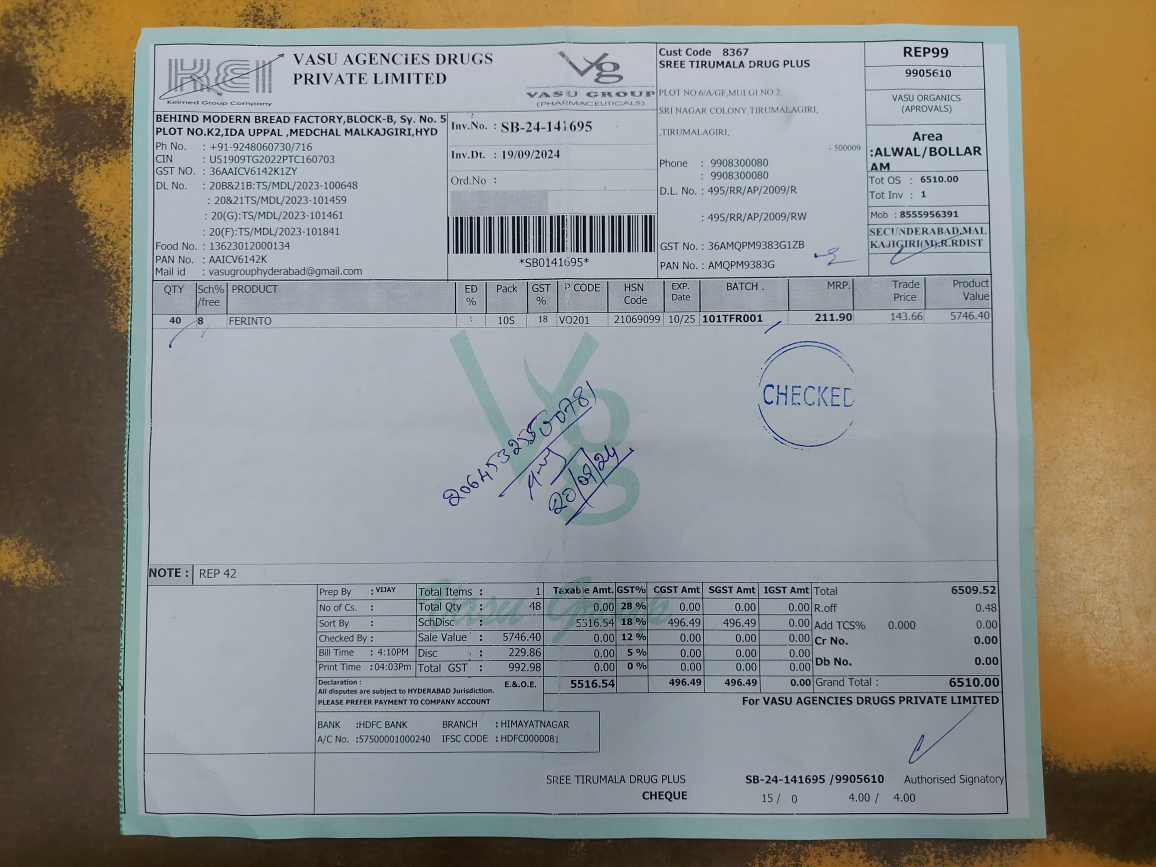 KEI
Keimed Group Company
VASU AGENCIES DRUGS
PRIVATE LIMITED
Vg
VASU GROUP
(PHARMACEUTICALS)
BEHIND MODERN BREAD FACTORY,BLOCK-B, Sy. No. 5
PLOT NO.K2,IDA UPPAL ,MEDCHAL MALKAJGIRI,HYD
Ph No. : +91-9248060730/716
CIN : U51909TG2022PTC160703
GST NO. : 36AAICV6142K1ZY
DL No. : 20B&21B:TS/MDL/2023-100648
: 20&21TS/MDL/2023-101459
: 20(G):TS/MDL/2023-101461
: 20(F):TS/MDL/2023-101841
Food No. : 13623012000134
PAN No. : AAICV6142K
Mail id : vasugrouphyderabad@gmail.com
Inv.No. : SB-24-141695
Inv.Dt. : 19/09/2024
Ord.No :
*SB0141695*
Cust Code 8367
SREE TIRUMALA DRUG PLUS
PLOT NO.6/A/GF,MULGI NO 2,
SRI NAGAR COLONY,TIRUMALAGIRI,
,TIRUMALAGIRI,
- 500009
Phone : 9908300080
: 9908300080
D.L. No. : 495/RR/AP/2009/R
: 495/RR/AP/2009/RW
GST No. : 36AMQPM9383G1ZB
PAN No. : AMQPM9383G
REP99
9905610
VASU ORGANICS
(APROVALS)
Area
:ALWAL/BOLLAR
AM
Tot OS : 6510.00
Tot Inv : 1
Mob : 8555956391
SECUNDERABAD,MAL
KAJIGIRI(M),R.RDIST
QTY Sch% /free PRODUCT ED % Pack GST % P CODE HSN Code EXP. Date BATCH . MRP. Trade Price Product Value
40 8 FERINTO : 10S 18 VO201 21069099 10/25 101TFR001 211.90 143.66 5746.40
CHECKED
20/09/24
NOTE : REP 42
Prep By : VIJAY Total Items : 1 Taxable Amt. GST% CGST Amt SGST Amt IGST Amt Total 6509.52
No of Cs. : Total Qty : 48 0.00 28 % 0.00 0.00 0.00 R.off 0.48
Sort By : SchDisc : 5516.54 18 % 496.49 496.49 0.00 Add TCS% 0.000 0.00
Checked By : Sale Value : 5746.40 0.00 12 % 0.00 0.00 0.00 Cr No. 0.00
Bill Time : 4:10PM Disc : 229.86 0.00 5 % 0.00 0.00 0.00 Db No. 0.00
Print Time :04:03Pm Total GST : 992.98 0.00 0 % 0.00 0.00 0.00
Declaration : E.&.O.E. 5516.54 496.49 496.49 0.00 Grand Total : 6510.00
All disputes are subject to HYDERABAD Jurisdiction.
PLEASE PREFER PAYMENT TO COMPANY ACCOUNT
For VASU AGENCIES DRUGS PRIVATE LIMITED
BANK :HDFC BANK BRANCH : HIMAYATNAGAR
A/C No. :57500001000240 IFSC CODE : HDFC0000081
SREE TIRUMALA DRUG PLUS SB-24-141695 /9905610 Authorised Signatory
CHEQUE 15 / 0 4.00 / 4.00
Vasu Group